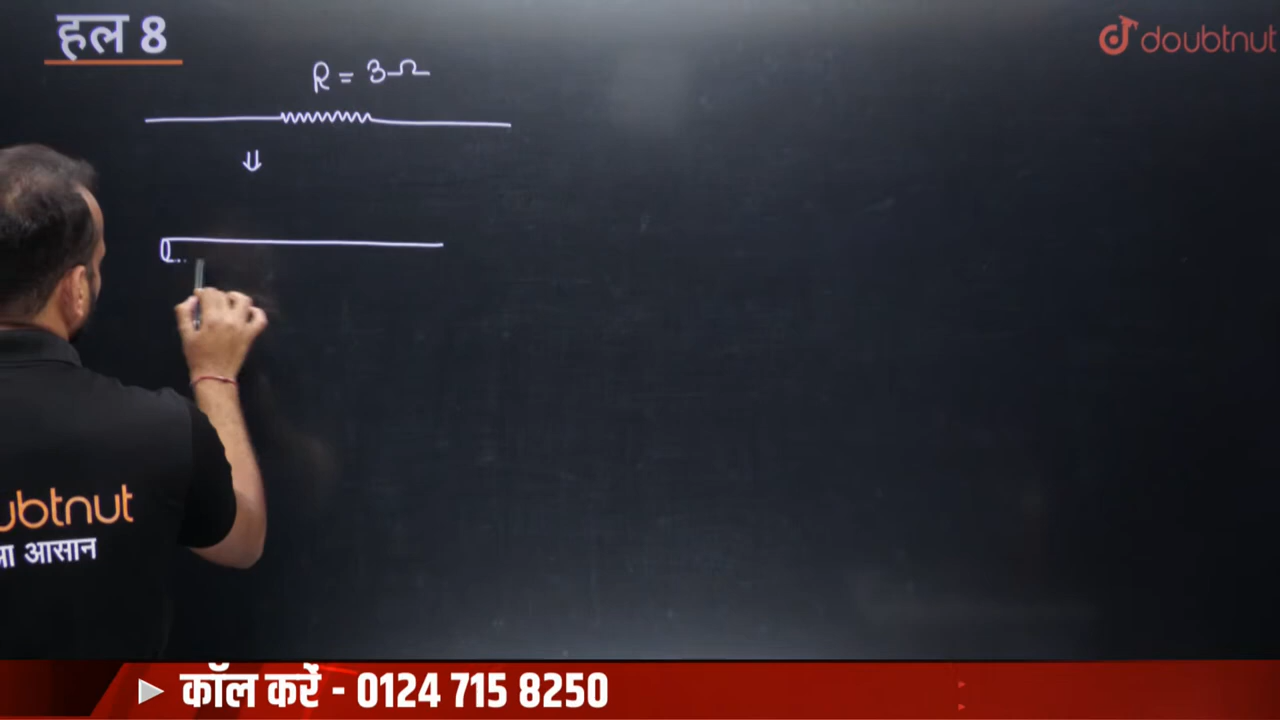 हल 8
doubtnut
R = 3Ω
ubtnut
आसान
▶ कॉल करें - 0124 715 8250